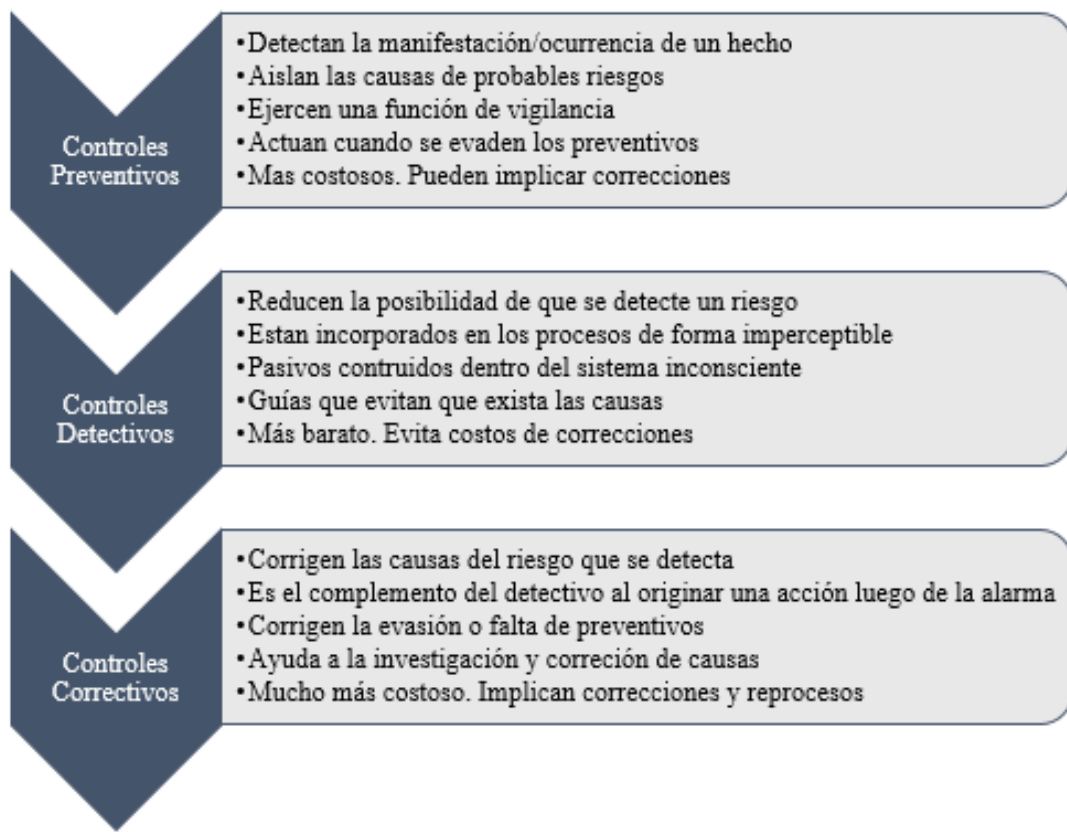 Controles
Preventivos
•Detectan la manifestación/ocurrencia de un hecho
•Aislan las causas de probables riesgos
•Ejercen una función de vigilancia
•Actuan cuando se evaden los preventivos
•Mas costosos. Pueden implicar correcciones
Controles
Detectivos
•Reducen la posibilidad de que se detecte un riesgo
•Estan incorporados en los procesos de forma imperceptible
•Pasivos contruidos dentro del sistema inconsciente
•Guías que evitan que exista las causas
•Más barato. Evita costos de correcciones
Controles
Correctivos
•Corrigen las causas del riesgo que se detecta
•Es el complemento del detectivo al originar una acción luego de la alarma
•Corrigen la evasión o falta de preventivos
•Ayuda a la investigación y correción de causas
•Mucho más costoso. Implican correcciones y reprocesos